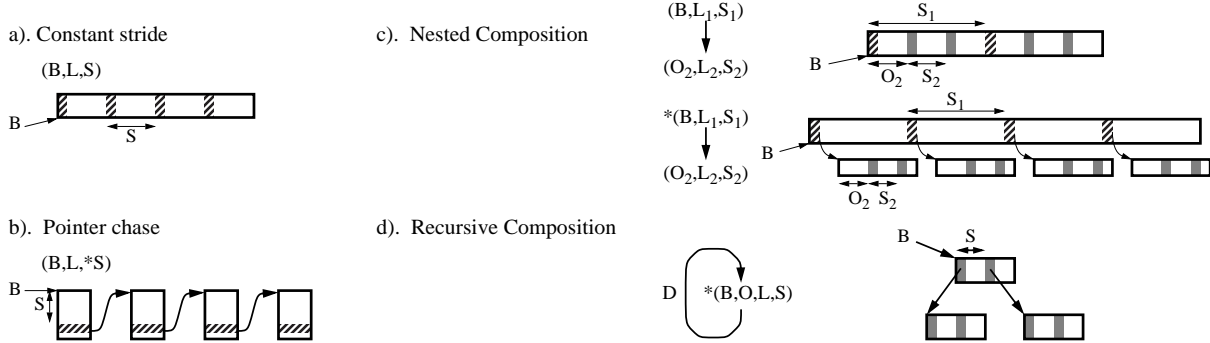 a). Constant stride
(B,L,S)
B
S
b). Pointer chase
(B,L,*S)
B
S
c). Nested Composition
(B,L1,S1)
(O2,L2,S2)
S1
B
O2
S2
*(B,L1,S1)
(O2,L2,S2)
S1
B
O2
S2
d). Recursive Composition
D
*(B,O,L,S)
B
S